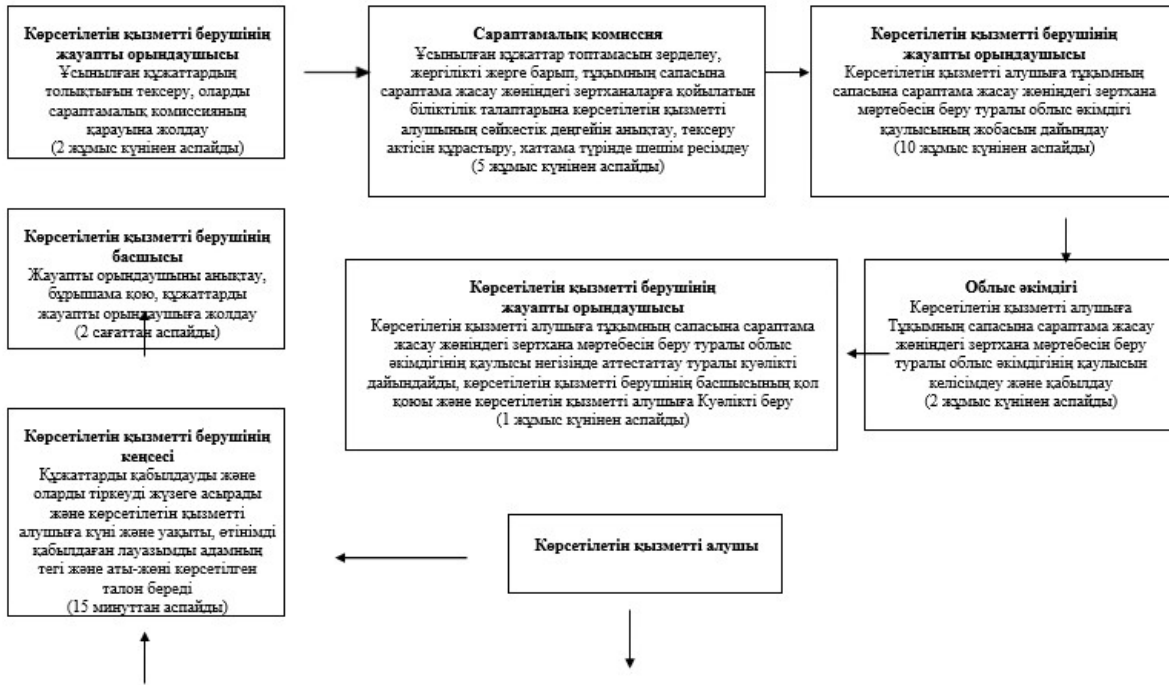 Көрсетілетін қызметті берушінің
жауапты орындаушысы
Ұсынылған құжаттардың
толықтығын тексеру, оларды
сараптамалық комиссияның
қарауына жолдау
(2 жұмыс күнінен аспайды)
Сараптамалық комиссия
Ұсынылған құжаттар топтамасын зерделеу,
жергілікті жерге барып, тұқымның сапасына
сараптама жасау жөніндегі зертханаларға қойылатын
біліктілік талаптарына көрсетілетін қызметті
алушының сәйкестік деңгейін анықтау, тексеру
актісін құрастыру, хаттама түрінде шешім ресімдеу
(5 жұмыс күнінен аспайды)
Көрсетілетін қызметті берушінің
жауапты орындаушысы
Көрсетілетін қызметті алушыға тұқымның
сапасына сараптама жасау жөніндегі зертхана
мәртебесін беру туралы облыс әкімдігі
қаулысының жобасын дайындау
(10 жұмыс күнінен аспайды)
Көрсетілетін қызметті берушінің
басшысы
Жауапты орындаушыны анықтау,
бұрышама қою, құжаттарды
жауапты орындаушыға жолдау
(2 сағаттан аспайды)
Көрсетілетін қызметті берушінің
жауапты орындаушысы
Көрсетілетін қызметті алушыға тұқымның сапасына сараптама
жасау жөніндегі зертхана мәртебесін беру туралы облыс
әкімдігінің қаулысы негізінде аттестаттау туралы куәлікті
дайындайды, көрсетілетін қызметті берушінің басшысының қол
қоюы және көрсетілетін қызметті алушыға Куәлікті беру
(1 жұмыс күнінен аспайды)
Облыс әкімдігі
Көрсетілетін қызметті алушыға
Тұқымның сапасына сараптама жасау
жөніндегі зертхана мәртебесін беру
туралы облыс әкімдігінің қаулысын
келісімдеу және қабылдау
(2 жұмыс күнінен аспайды)
Көрсетілетін қызметті берушінің
кеңсесі
Құжаттарды қабылдауды және
оларды тіркеуді жүзеге асырады
және көрсетілетін қызметті
алушыға күні және уақыты, өтінімді
қабылдаған лауазымды адамның
тегі және аты-жөні көрсетілген
талон береді
(15 минуттан аспайды)
Көрсетілетін қызметті алушы